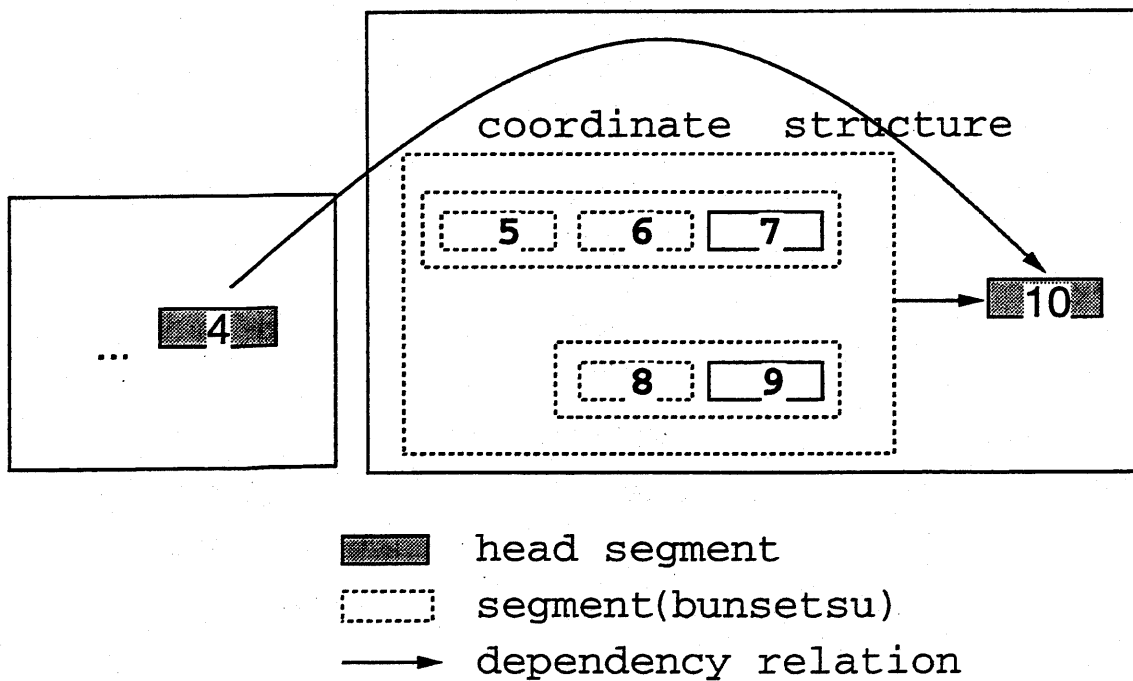 coordinate structure
5 6 7
4
...
10
8 9
head segment
segment(bunsetsu)
dependency relation